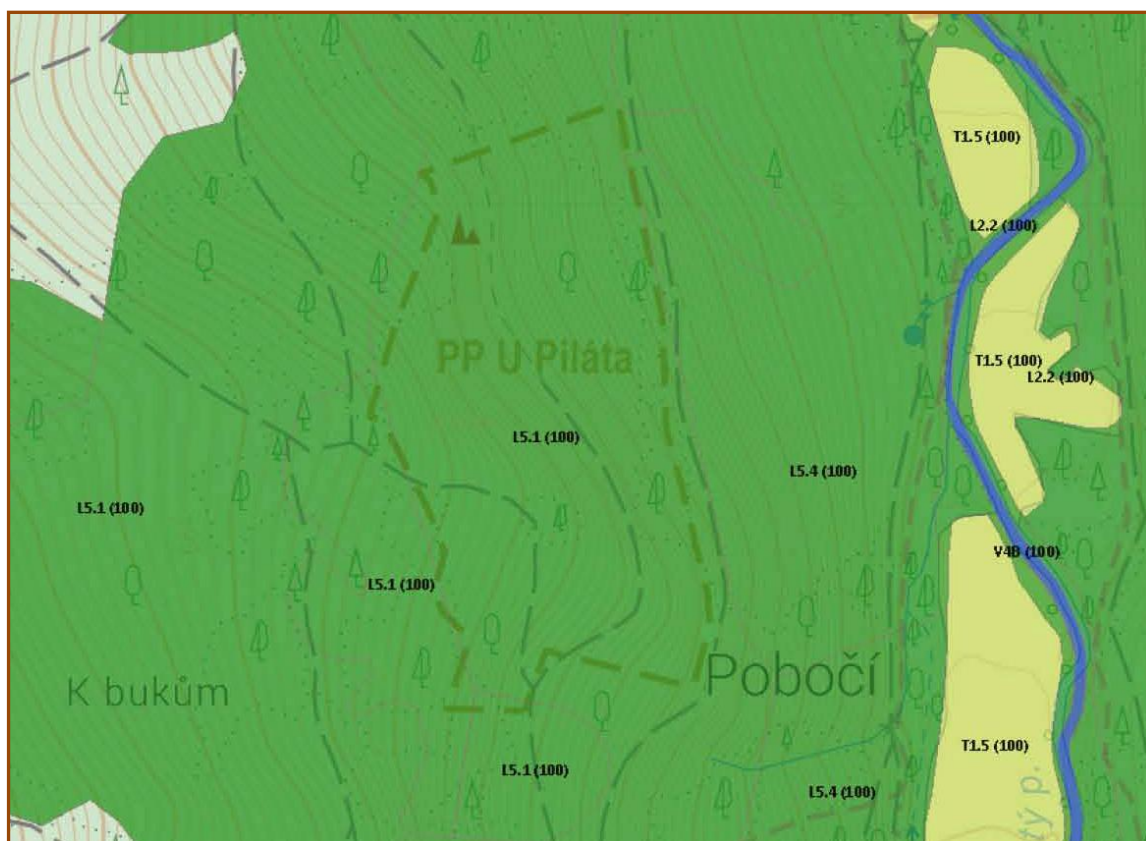 T1.5 (100)
L2.2 (100)
PP U Piláta
T1.5 (100)
L2.2 (100)
L5.1 (100)
L5.4 (100)
L5.1 (100)
V4B (100)
L5.1 (100)
Pobočí
K bukům
T1.5 (100)
L5.1 (100)
L5.4 (100)
tý p.